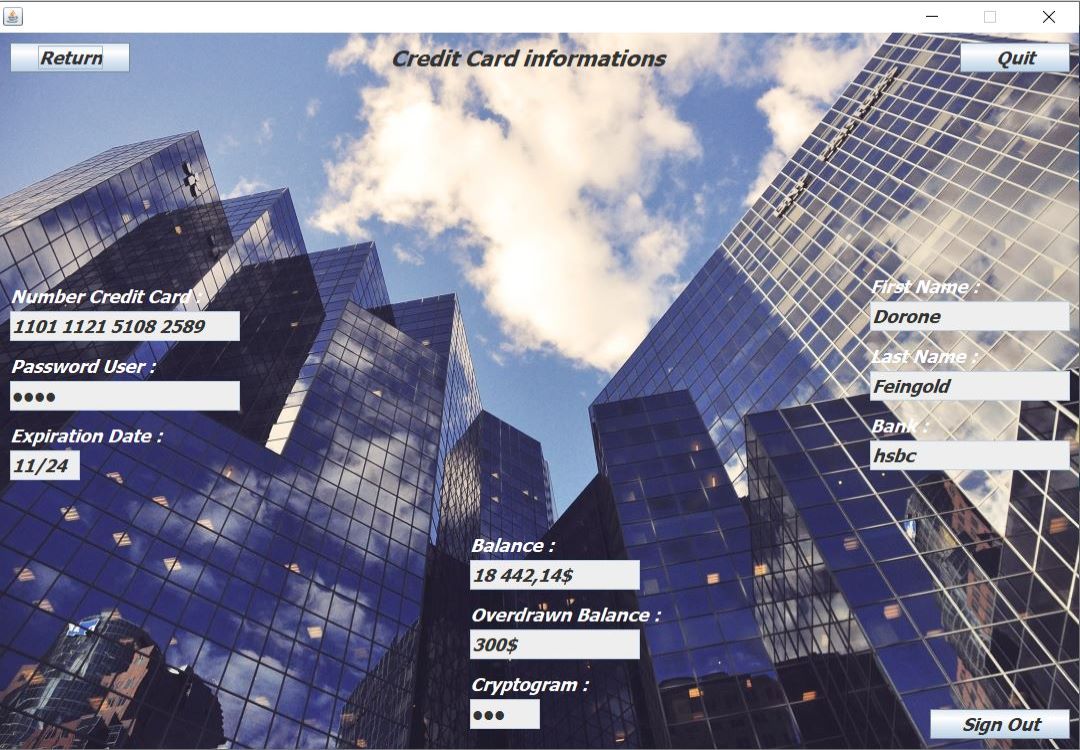 Return
Credit Card informations
Quit
Number Credit Card :
1101 1121 5108 2589
Password User :
●●●●
Expiration Date :
11/24
First Name :
Dorone
Last Name :
Feingold
Bank :
hsbc
Balance :
18 442,14$
Overdrawn Balance :
300$
Cryptogram :
●●●
Sign Out